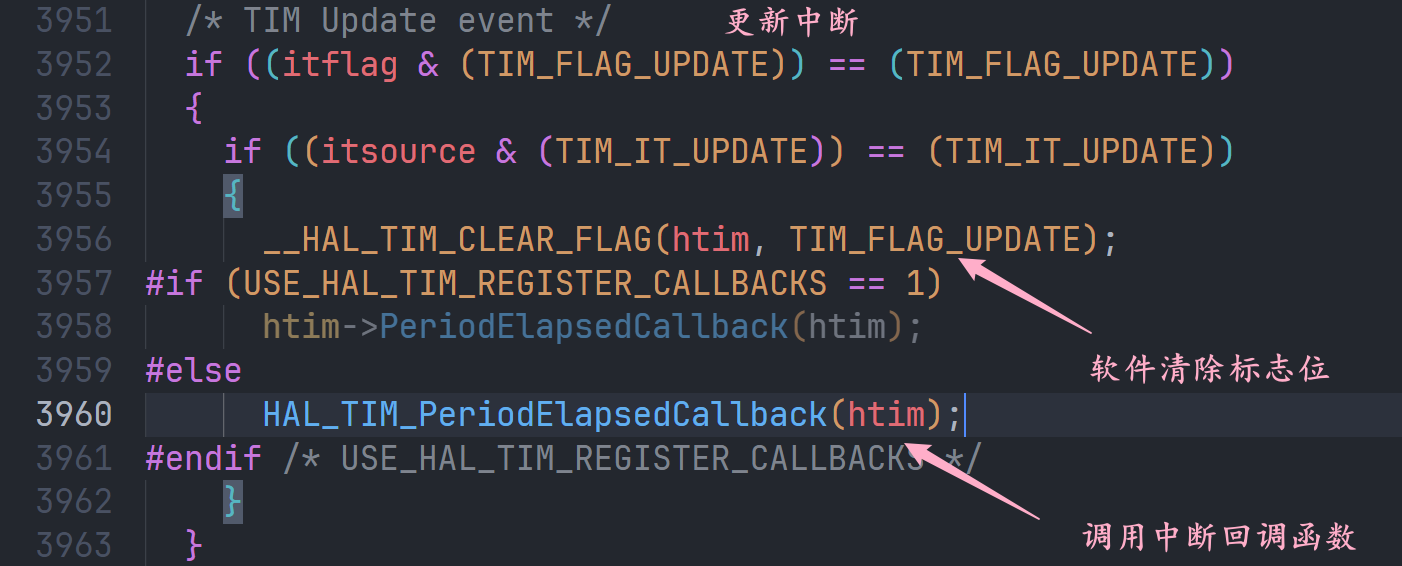 3951 /* TIM Update event */ 更新中断
3952 if ((itflag & (TIM_FLAG_UPDATE)) == (TIM_FLAG_UPDATE))
3953 {
3954 if ((itsource & (TIM_IT_UPDATE)) == (TIM_IT_UPDATE))
3955 {
3956 __HAL_TIM_CLEAR_FLAG(htim, TIM_FLAG_UPDATE);
3957 #if (USE_HAL_TIM_REGISTER_CALLBACKS == 1)
3958 htim->PeriodElapsedCallback(htim);
软件清除标志位
3959 #else
3960 HAL_TIM_PeriodElapsedCallback(htim);
3961 #endif /* USE_HAL_TIM_REGISTER_CALLBACKS */
3962 }
调用中断回调函数
3963 }